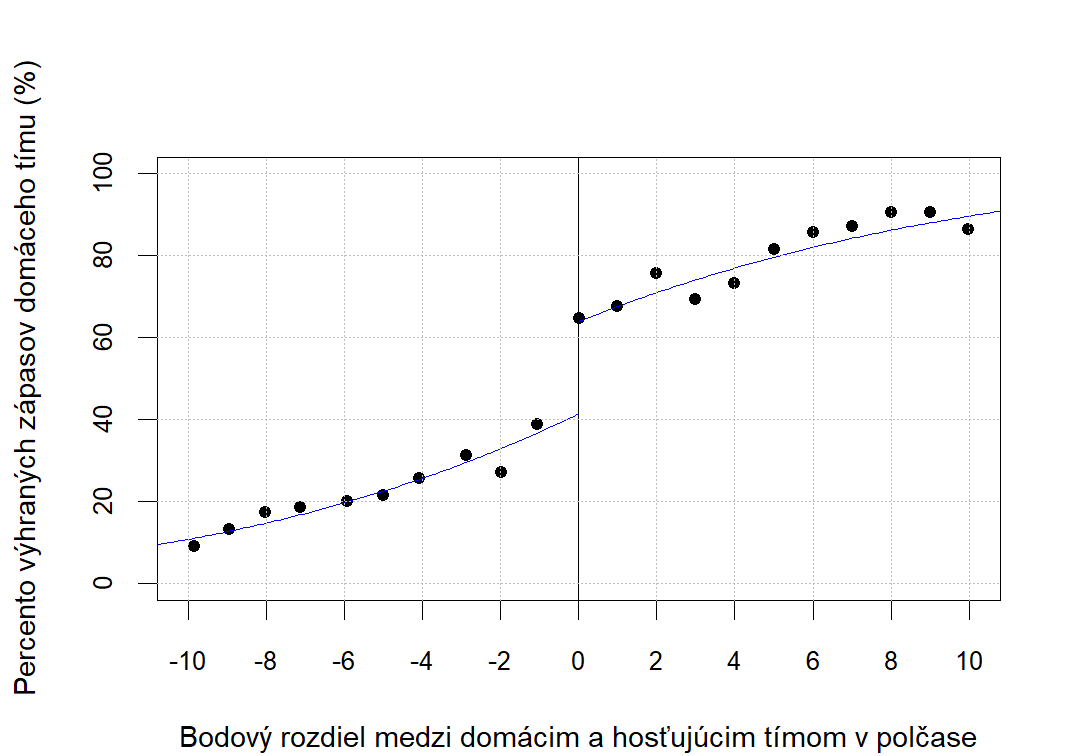 Percento výhraných zápasov domáceho tímu (%)
100
80
60
40
20
0
-10 -8 -6 -4 -2 0 2 4 6 8 10
Bodový rozdiel medzi domácim a hosťujúcim tímom v polčase